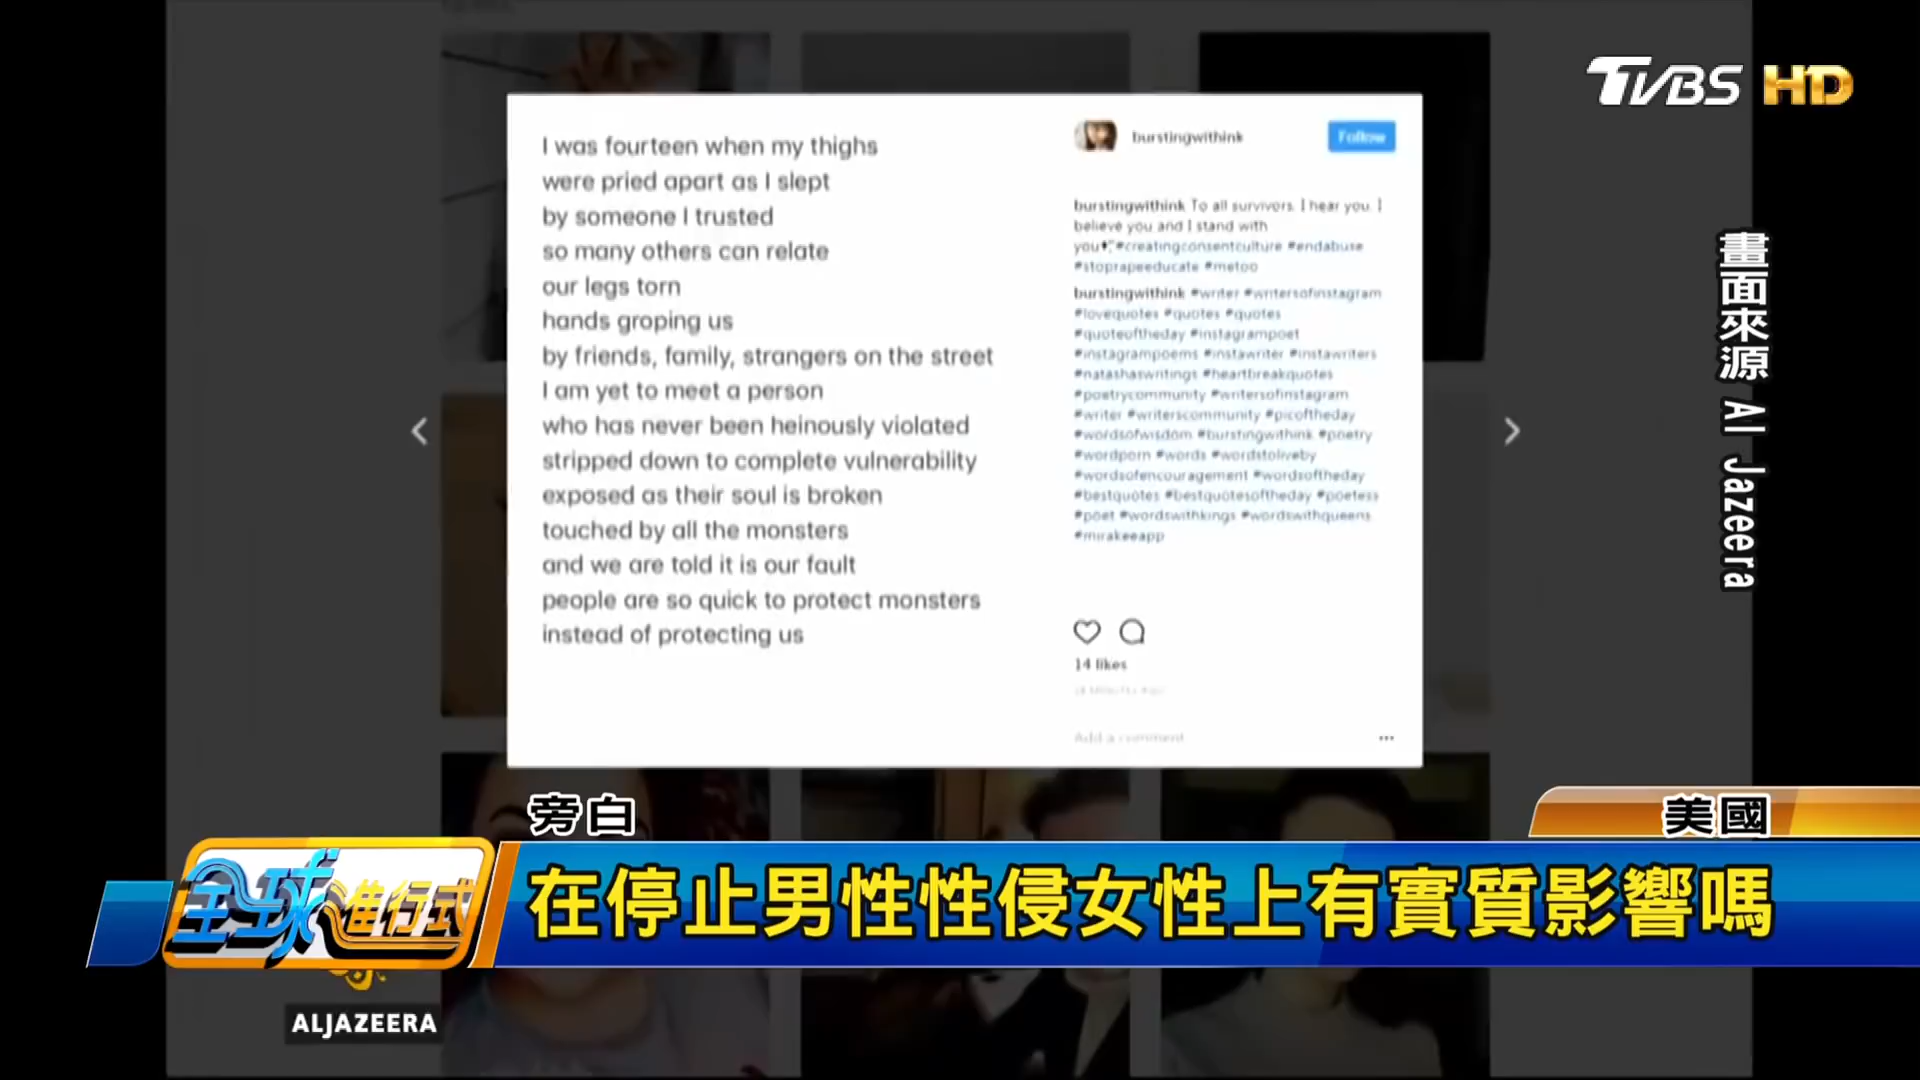 TVBS HD
I was fourteen when my thighs
were pried apart as I slept
by someone I trusted
so many others can relate
our legs torn
hands groping us
by friends, family, strangers on the street
I am yet to meet a person
who has never been heinously violated
stripped down to complete vulnerability
exposed as their soul is broken
touched by all the monsters
and we are told it is our fault
people are so quick to protect monsters
instead of protecting us
burstingwithink
Follow
burstingwithink To all survivors. I hear you. I
believe you and I stand with
you #creatingconsentculture #endabuse
#stoprapeeducate #metoo
burstingwithink #writer #writersofinstagram
#lovequotes #quotes #quotes
#quoteoftheday #instagrampoet
#instagrampoems #instawriter #instawriters
#natashaswritings #heartbreakquotes
#poetrycommunity #writersofinstagram
#writer #writerscommunity #picoftheday
#wordsofwisdom #burstingwithink #poetry
#wordporn #words #wordstoliveby
#wordsofencouragement #wordsoftheday
#bestquotes #bestquotesoftheday #poetess
#poet #wordswithkings #wordswithqueens
#mirakeeapp
14 likes
Add a comment
畫面來源 Al Jazeera
旁白
美國
全球進行式
在停止男性性侵女性上有實質影響嗎
ALJAZEERA